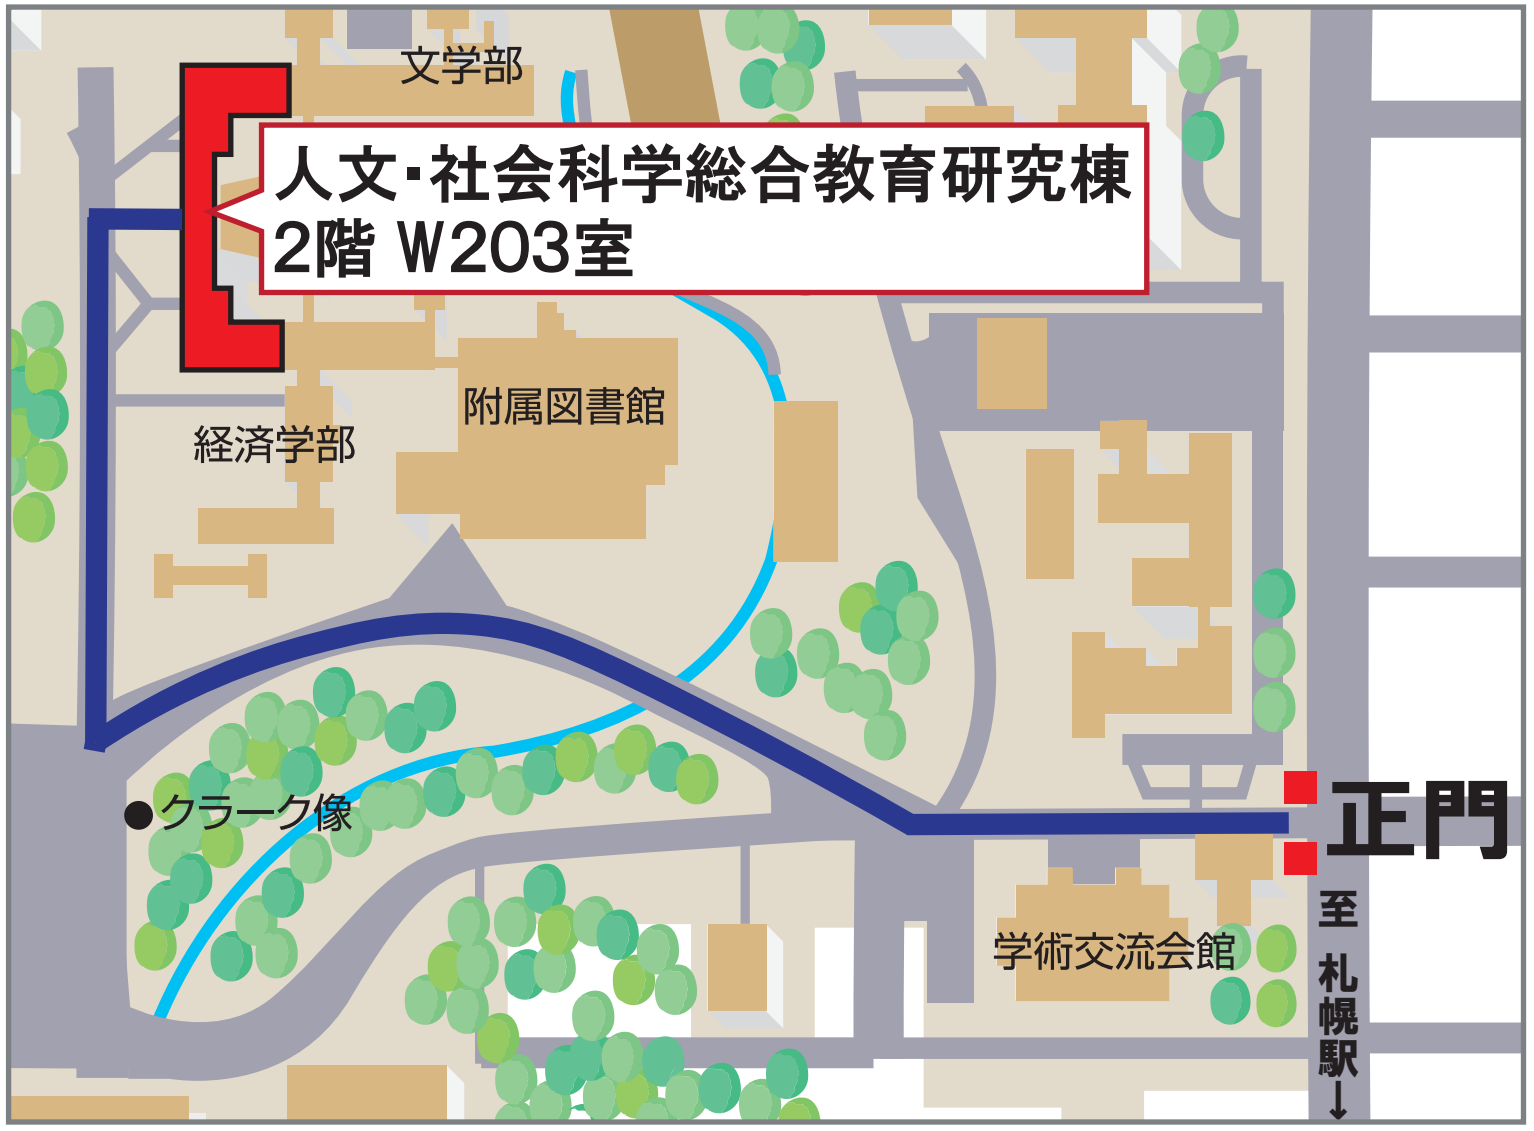 文学部
人文・社会科学総合教育研究棟
2階 W203室
附属図書館
経済学部
クラーク像
正門
学術交流会館
至 札幌駅↓